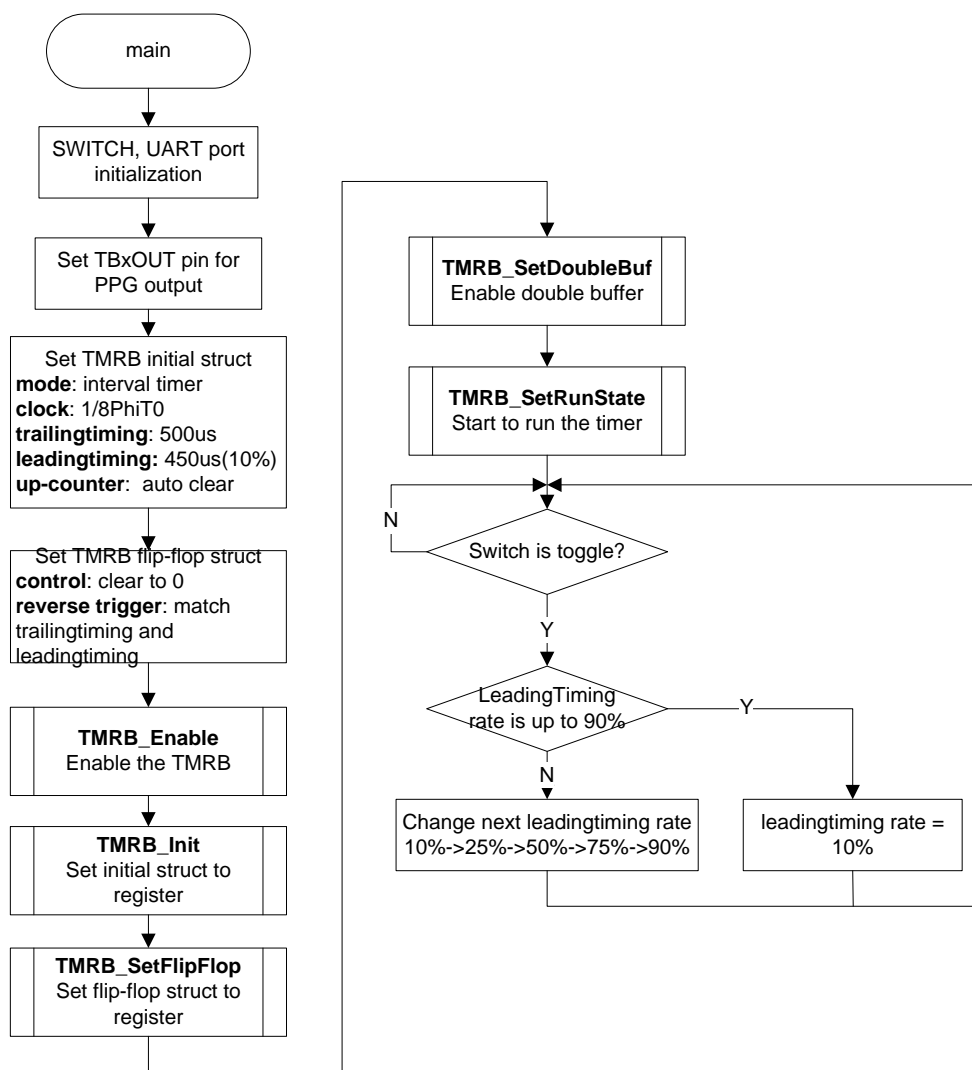 main
SWITCH, UART port
initialization
Set TBxOUT pin for
PPG output
Set TMRB initial struct
mode: interval timer
clock: 1/8PhiT0
trailingtiming: 500us
leadingtiming: 450us(10%)
up-counter:  auto clear
Set TMRB flip-flop struct
control: clear to 0
reverse trigger: match
trailingtiming and
leadingtiming
TMRB_Enable
Enable the TMRB
TMRB_Init
Set initial struct to
register
TMRB_SetFlipFlop
Set flip-flop struct to
register
TMRB_SetDoubleBuf
Enable double buffer
TMRB_SetRunState
Start to run the timer
N
Switch is toggle?
Y
LeadingTiming
rate is up to 90%
Y
N
Change next leadingtiming rate
10%->25%->50%->75%->90%
leadingtiming rate =
10%